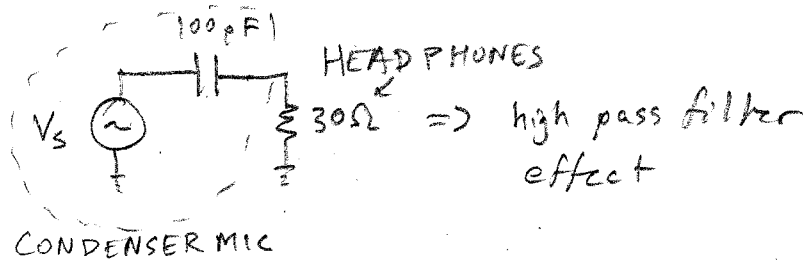 100pF
HEADPHONES
Vs ~ 30Ω => high pass filter
effect
CONDENSER MIC